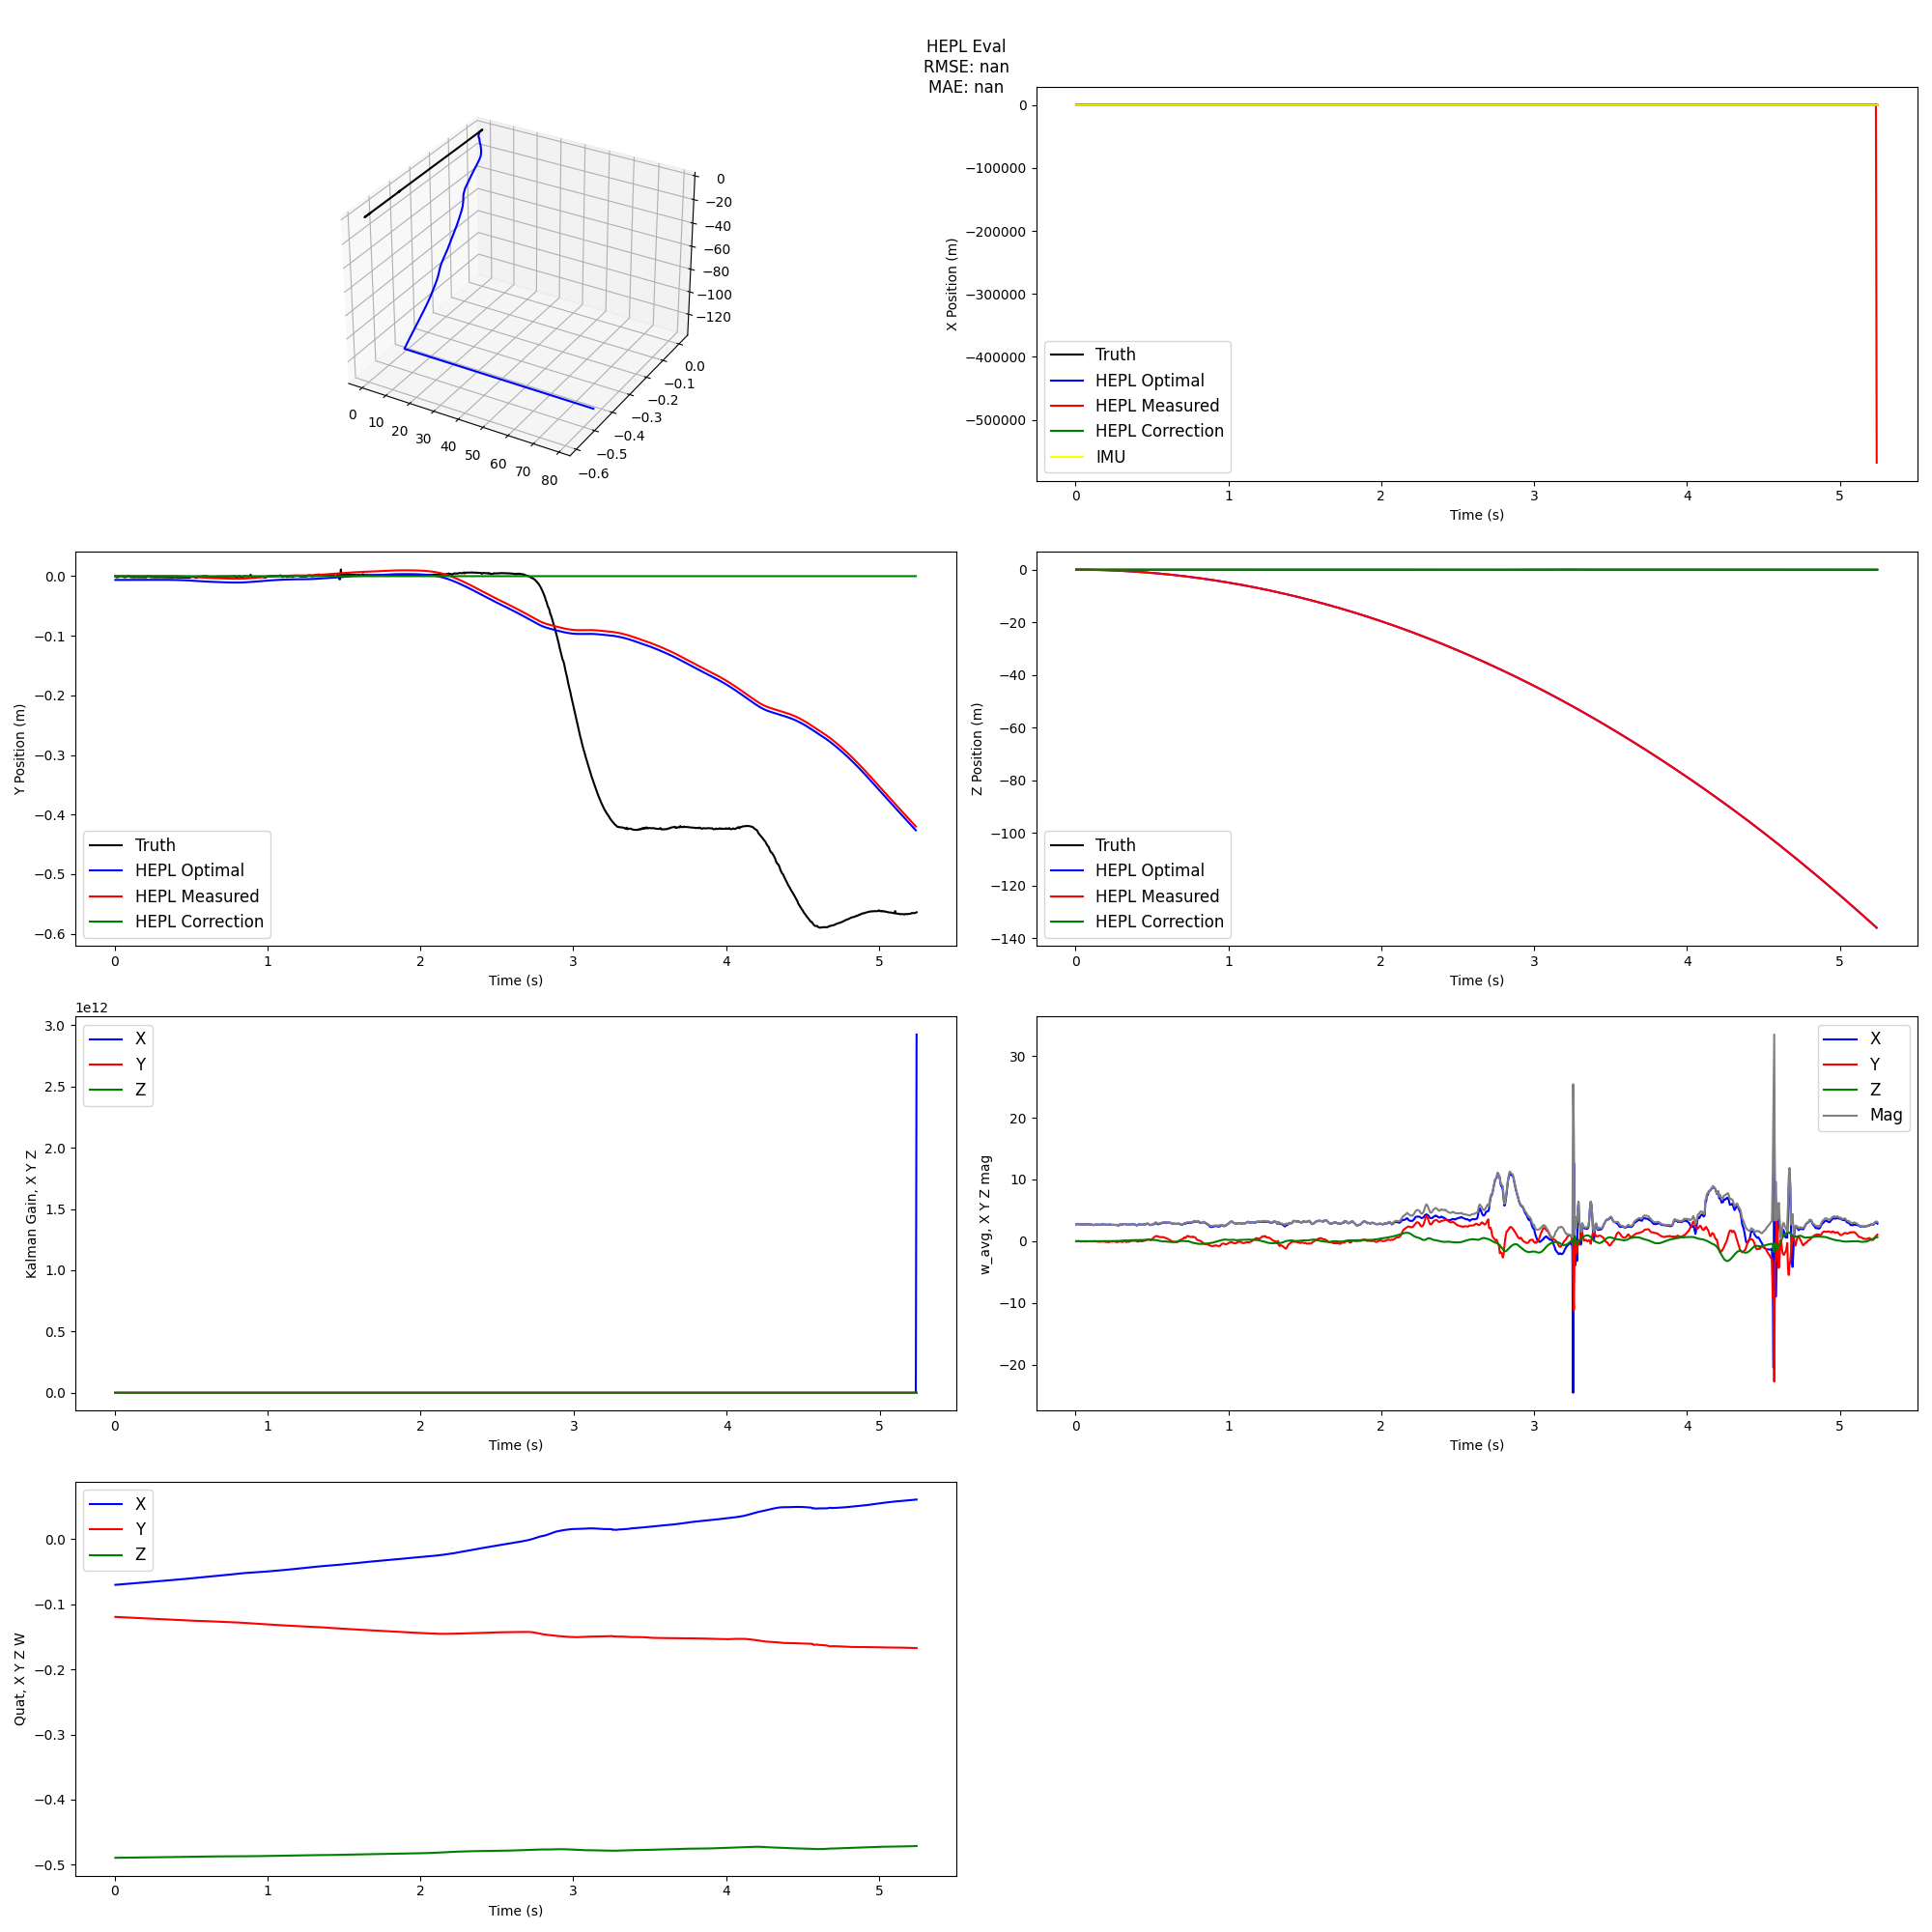 HEPL Eval
RMSE: nan
MAE: nan
0
−20
−40
−60
−80
−100
−120
0.0
−0.1
−0.2
−0.3
−0.4
−0.5
−0.6
0
10
20
30
40
50
60
70
80
0
−100000
−200000
−300000
−400000
−500000
X Position (m)
Truth
HEPL Optimal
HEPL Measured
HEPL Correction
IMU
0 1 2 3 4 5
Time (s)
0.0
−0.1
−0.2
−0.3
−0.4
−0.5
−0.6
Y Position (m)
Truth
HEPL Optimal
HEPL Measured
HEPL Correction
0 1 2 3 4 5
Time (s)
0
−20
−40
−60
−80
−100
−120
−140
Z Position (m)
Truth
HEPL Optimal
HEPL Measured
HEPL Correction
0 1 2 3 4 5
Time (s)
1e12
3.0
2.5
2.0
1.5
1.0
0.5
0.0
Kalman Gain, X Y Z
X
Y
Z
0 1 2 3 4 5
Time (s)
30
20
10
0
−10
−20
w_avg, X Y Z mag
X
Y
Z
Mag
0 1 2 3 4 5
Time (s)
0.0
−0.1
−0.2
−0.3
−0.4
−0.5
Quat, X Y Z W
X
Y
Z
0 1 2 3 4 5
Time (s)